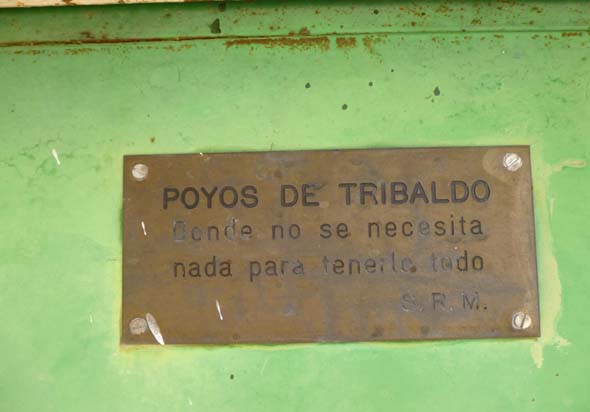 POYOS DE TRIBALDO
Donde no se necesita
nada para tenerlo todo
S. R. M.